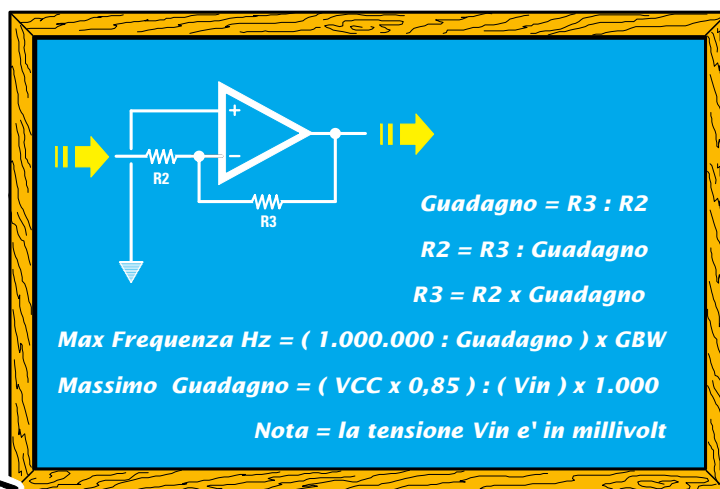 +
−
R2
R3
Guadagno = R3 : R2
R2 = R3 : Guadagno
R3 = R2 x Guadagno
Max Frequenza Hz = ( 1.000.000 : Guadagno ) x GBW
Massimo Guadagno = ( VCC x 0,85 ) : ( Vin ) x 1.000
Nota = la tensione Vin e' in millivolt